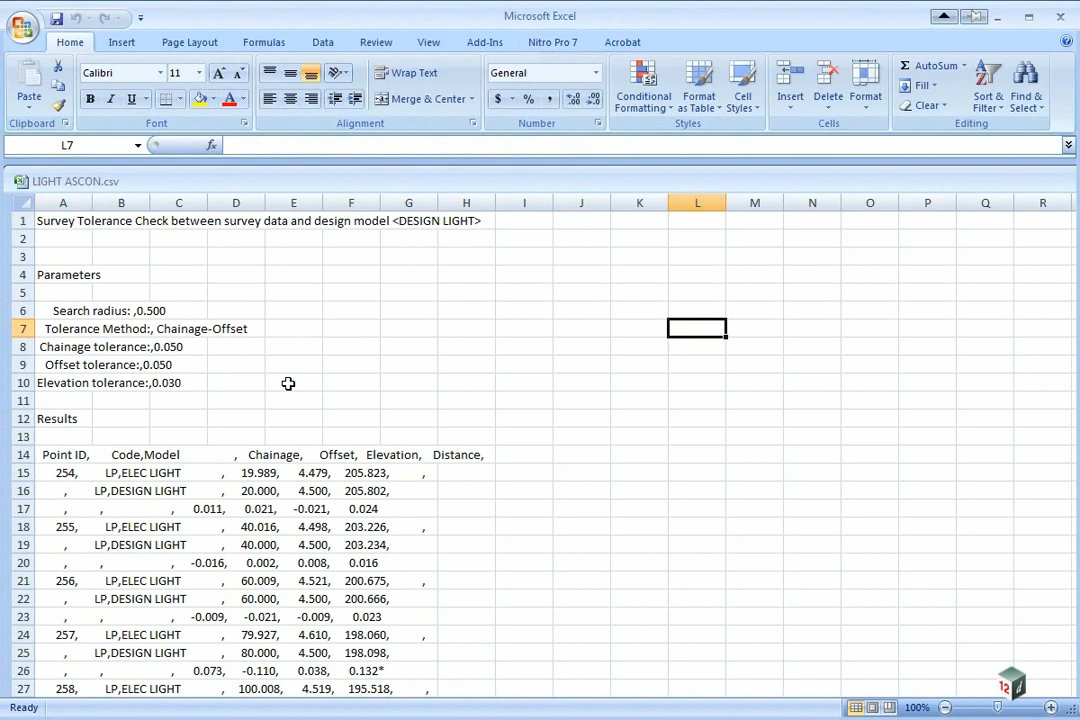 Microsoft Excel
Home Insert Page Layout Formulas Data Review View Add-Ins Nitro Pro 7 Acrobat
Calibri 11 Wrap Text General AutoSum
Paste B I U Merge & Center $ % , Conditional Formatting Format as Table Cell Styles Insert Delete Format Fill Clear Sort & Filter Find & Select
Clipboard Font Alignment Number Styles Cells Editing
L7 fx
LIGHT ASCON.csv
A B C D E F G H I J K L M N O P Q R
1 Survey Tolerance Check between survey data and design model <DESIGN LIGHT>
2
3
4 Parameters
5
6 Search radius: ,0.500
7 Tolerance Method:, Chainage-Offset
8 Chainage tolerance:,0.050
9 Offset tolerance:,0.050
10 Elevation tolerance:,0.030
11
12 Results
13
14 Point ID, Code,Model , Chainage, Offset, Elevation, Distance,
15 254, LP,ELEC LIGHT , 19.989, 4.479, 205.823, ,
16 , LP,DESIGN LIGHT , 20.000, 4.500, 205.802,
17 , , , 0.011, 0.021, -0.021, 0.024
18 255, LP,ELEC LIGHT , 40.016, 4.498, 203.226, ,
19 , LP,DESIGN LIGHT , 40.000, 4.500, 203.234,
20 , , , -0.016, 0.002, 0.008, 0.016
21 256, LP,ELEC LIGHT , 60.009, 4.521, 200.675, ,
22 , LP,DESIGN LIGHT , 60.000, 4.500, 200.666,
23 , , , -0.009, -0.021, -0.009, 0.023
24 257, LP,ELEC LIGHT , 79.927, 4.610, 198.060, ,
25 , LP,DESIGN LIGHT , 80.000, 4.500, 198.098,
26 , , , 0.073, -0.110, 0.038, 0.132*
27 258, LP,ELEC LIGHT , 100.008, 4.519, 195.518, ,
12d
Ready 100%